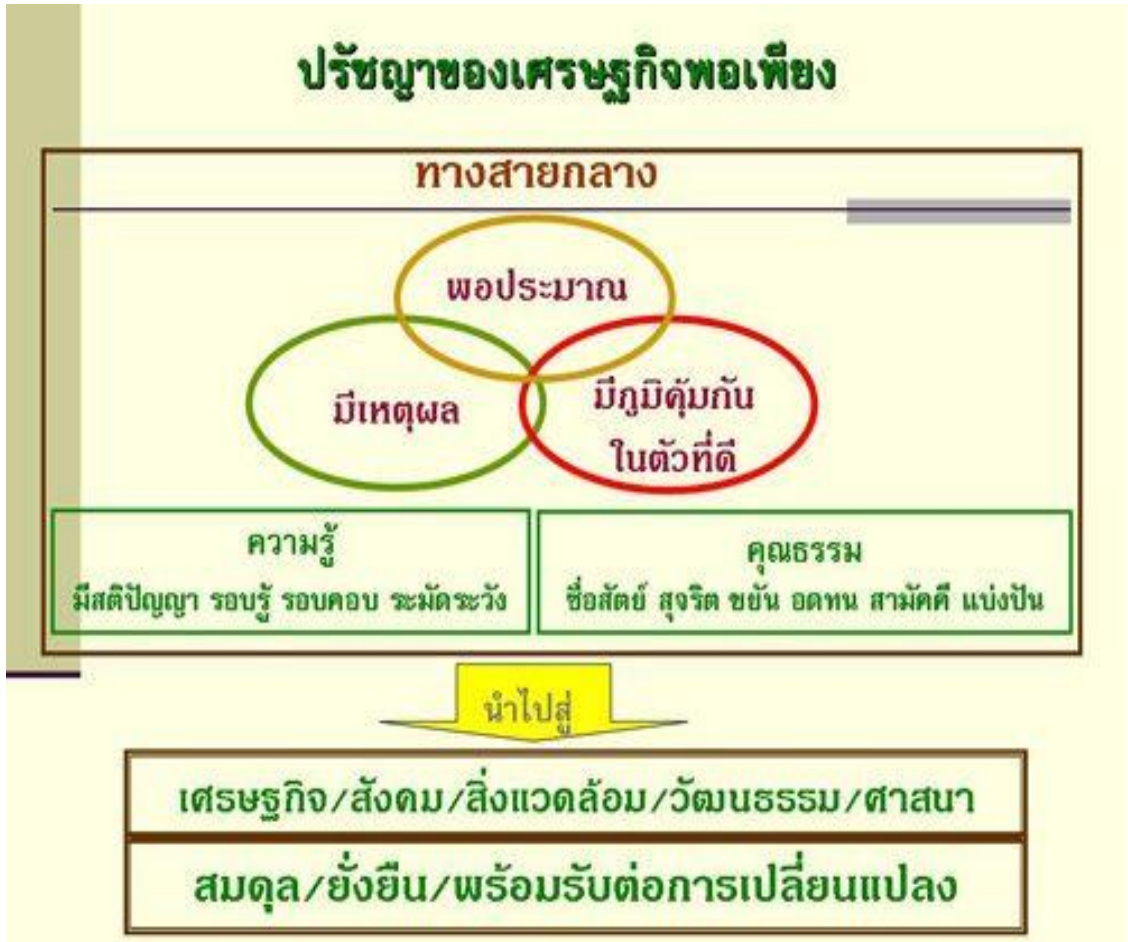 ปรัชญาของเศรษฐกิจพอเพียง
ทางสายกลาง
พอประมาณ
มีเหตุผล
มีภูมิคุ้มกัน
ในตัวที่ดี
ความรู้
มีสติปัญญา รอบรู้ รอบคอบ ระมัดระวัง
คุณธรรม
ซื่อสัตย์ สุจริต ขยัน อดทน สามัคคี แบ่งปัน
นำไปสู่
เศรษฐกิจ/สังคม/สิ่งแวดล้อม/วัฒนธรรม/ศาสนา
สมดุล/ยั่งยืน/พร้อมรับต่อการเปลี่ยนแปลง